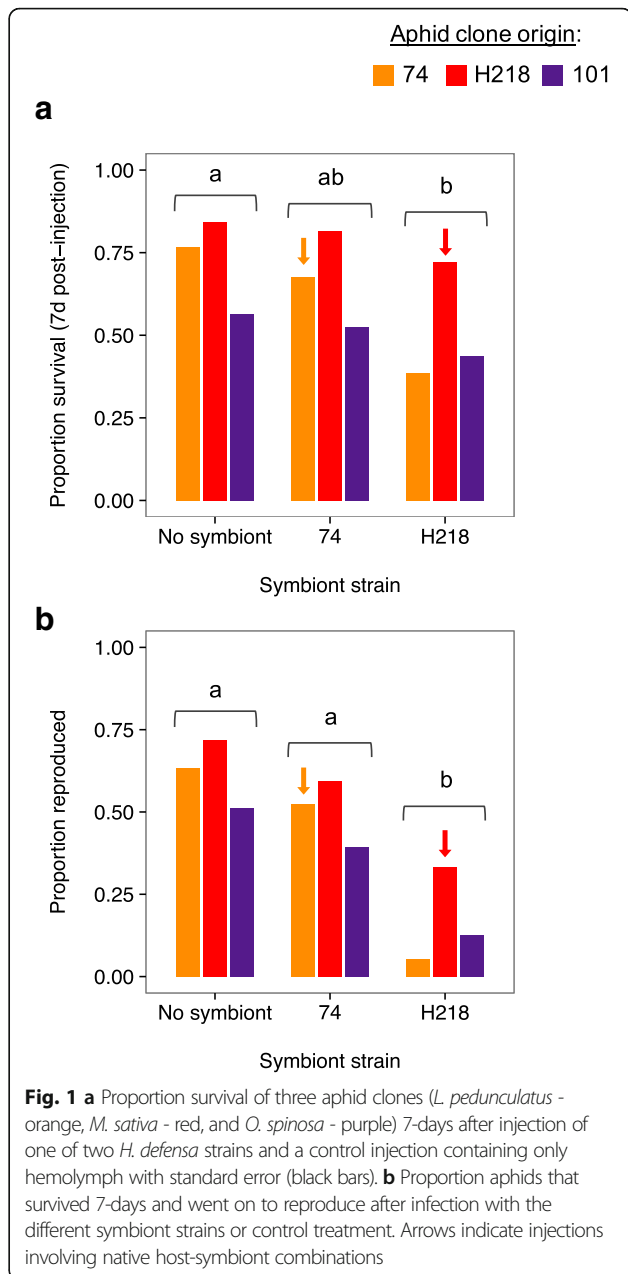 Aphid clone origin:
74 H218 101
a
Proportion survival (7d post−injection)
1.00
0.75
0.50
0.25
0.00
a
ab
b
No symbiont 74 H218
Symbiont strain
b
Proportion reproduced
1.00
0.75
0.50
0.25
0.00
a
a
b
No symbiont 74 H218
Symbiont strain
Fig. 1 a Proportion survival of three aphid clones (L. pedunculatus -
orange, M. sativa - red, and O. spinosa - purple) 7-days after injection of
one of two H. defensa strains and a control injection containing only
hemolymph with standard error (black bars). b Proportion aphids that
survived 7-days and went on to reproduce after infection with the
different symbiont strains or control treatment. Arrows indicate injections
involving native host-symbiont combinations